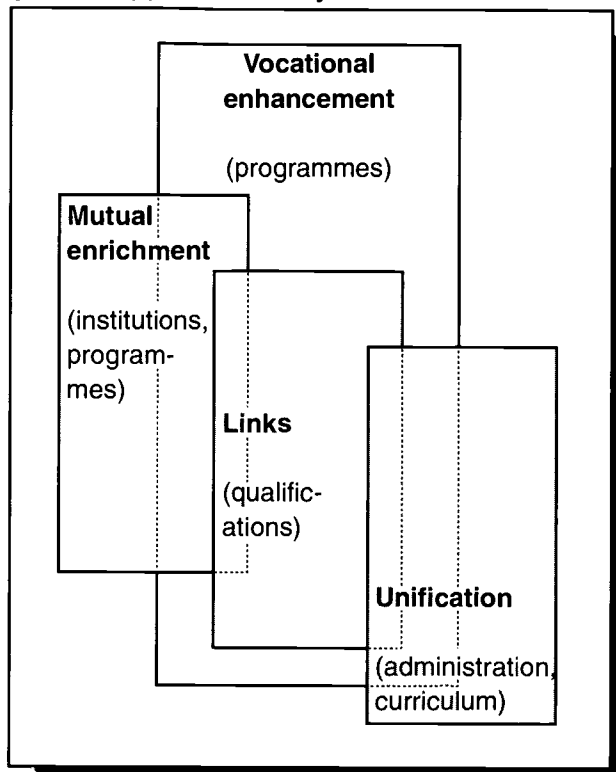 Vocational
enhancement
(programmes)
Mutual
enrichment
(institutions,
program-
mes)
Links
(qualific-
ations)
Unification
(administration,
curriculum)